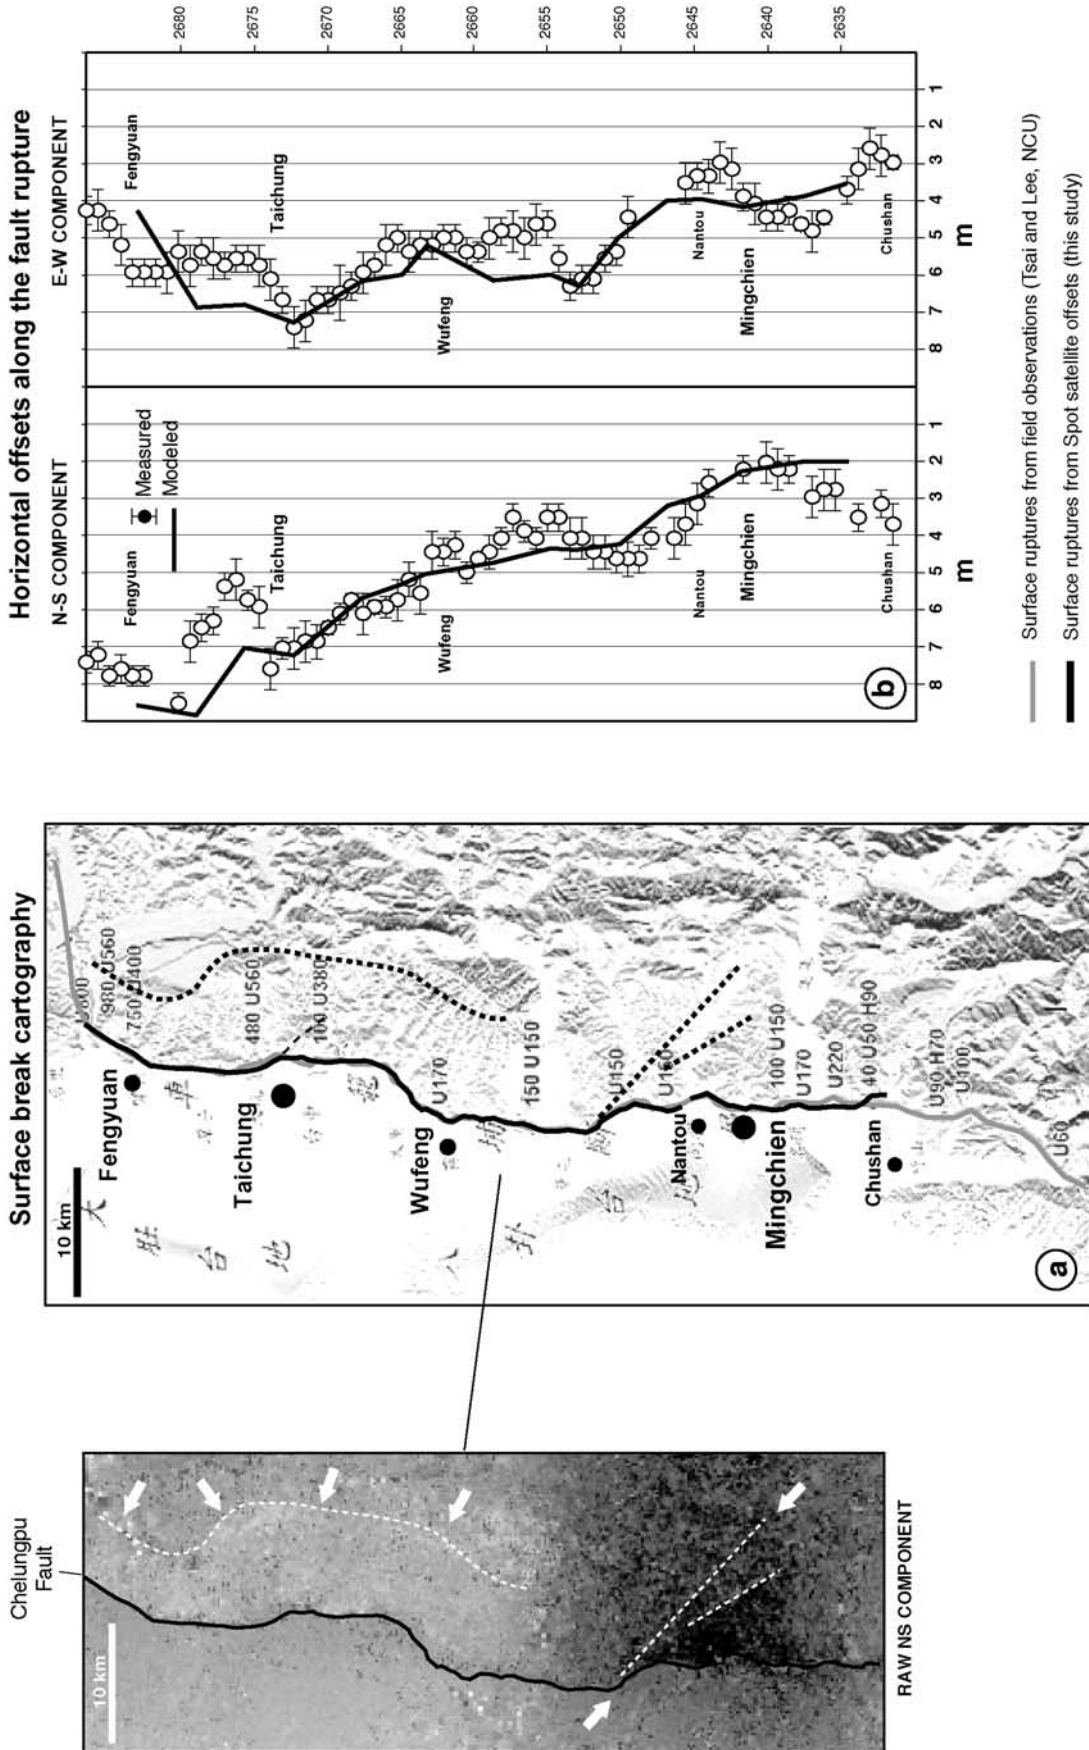 Chelungpu
Fault
10 km
RAW NS COMPONENT
Surface break cartography
10 km
Fengyuan
Taichung
Wufeng
Nantou
Mingchien
Chushan
980 U560
750 U400
480 U560
100 U380
U170
150 U150
U150
100 U150
U170
U220
140 U50 H90
U90 H70
U100
U60
台
地
台
地
a
Horizontal offsets along the fault rupture
N-S COMPONENT
E-W COMPONENT
Fengyuan
Measured
Modeled
Taichung
Wufeng
Nantou
Mingchien
Chushan
8 7 6 5 4 3 2 1
m
b
Fengyuan
Taichung
Wufeng
Nantou
Mingchien
Chushan
8 7 6 5 4 3 2 1
m
2680
2675
2670
2665
2660
2655
2650
2645
2640
2635
Surface ruptures from field observations (Tsai and Lee, NCU)
Surface ruptures from Spot satellite offsets (this study)